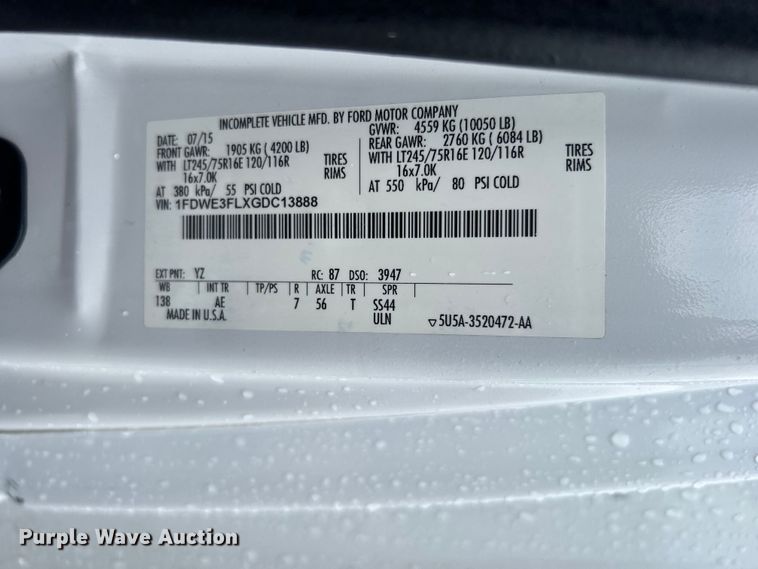 INCOMPLETE VEHICLE MFD. BY FORD MOTOR COMPANY
DATE: 07/15 GVWR: 4559 KG (10050 LB)
FRONT GAWR: 1905 KG (4200 LB) REAR GAWR: 2760 KG (6084 LB)
WITH LT245/75R16E 120/116R TIRES WITH LT245/75R16E 120/116R TIRES
16x7.0K RIMS 16x7.0K RIMS
AT 380 kPa/ 55 PSI COLD AT 550 kPa/ 80 PSI COLD
VIN: 1FDWE3FLXGDC13888
EXT PNT: YZ RC: 87 DSO: 3947
WB INT TR TP/PS R AXLE TR SPR
138 AE 7 56 T SS44
MADE IN U.S.A. ULN ▽5U5A-3520472-AA
Purple Wave Auction